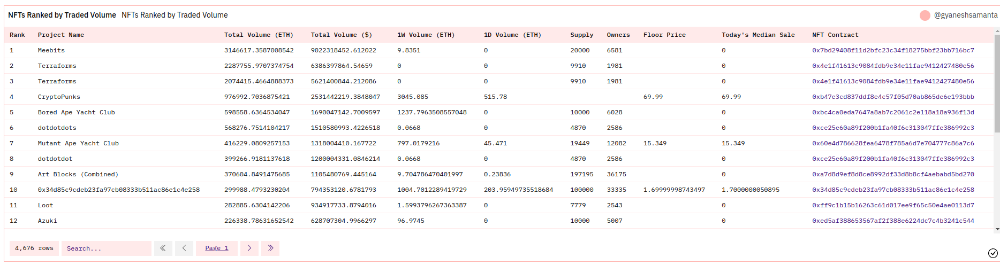 NFTs Ranked by Traded Volume NFTs Ranked by Traded Volume @gyaneshsamanta
Rank Project Name Total Volume (ETH) Total Volume ($) 1W Volume (ETH) 1D Volume (ETH) Supply Owners Floor Price Today's Median Sale NFT Contract
1 Meebits 3146617.3587008542 9022318452.612022 9.8351 0 20000 6581 0 0x7bd29408f11d2bfc23c34f18275bbf23bb716bc7
2 Terraforms 2287755.9707374754 6386397864.54659 0 0 9910 1981 0 0x4e1f41613c9084fdb9e34e11fae9412427480e56
3 Terraforms 2074415.4664888373 5621400844.212086 0 0 9910 1981 0 0x4e1f41613c9084fdb9e34e11fae9412427480e56
4 CryptoPunks 976992.7036875421 2531442219.3848047 3045.085 515.78 69.99 69.99 0xb47e3cd837ddf8e4c57f05d70ab865de6e193bbb
5 Bored Ape Yacht Club 598558.6364534047 1690047142.7009597 1237.7963508557048 0 10000 6028 0 0xbc4ca0eda7647a8ab7c2061c2e118a18a936f13d
6 dotdotdots 568276.7514104217 1510580993.4226518 0.0668 0 4870 2586 0 0xce25e60a89f200b1fa40f6c313047ffe386992c3
7 Mutant Ape Yacht Club 416229.0809257153 1318004410.167722 797.0179216 45.471 19449 12082 15.349 15.349 0x60e4d786628fea6478f785a6d7e704777c86a7c6
8 dotdotdot 399266.9181137618 1200004331.0846214 0.0668 0 4870 2586 0 0xce25e60a89f200b1fa40f6c313047ffe386992c3
9 Art Blocks (Combined) 370604.8491475685 1105480769.445164 9.704786470401997 0.23836 197195 36175 0 0xa7d8d9ef8d8ce8992df33d8b8cf4aebabd5bd270
10 0x34d85c9cdeb23fa97cb08333b511ac86e1c4e258 299988.4793230204 794353120.6781793 1004.7012289419729 203.95949735518684 100000 33335 1.69999998743497 1.7000000050895 0x34d85c9cdeb23fa97cb08333b511ac86e1c4e258
11 Loot 282885.6304142206 934917733.8794016 1.5993796267363387 0 7779 2543 0 0xff9c1b15b16263c61d017ee9f65c50e4ae0113d7
12 Azuki 226338.78631652542 628707304.9966297 96.9745 0 10000 5007 0 0xed5af388653567af2f388e6224dc7c4b3241c544
4,676 rows Search... Page 1